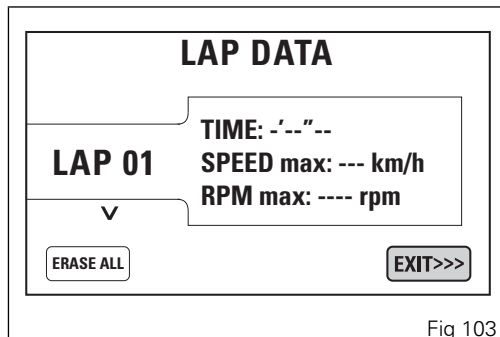 LAP DATA
LAP 01
TIME: -'--"--
SPEED max: --- km/h
RPM max: ---- rpm
ERASE ALL
EXIT>>>
Fig 103